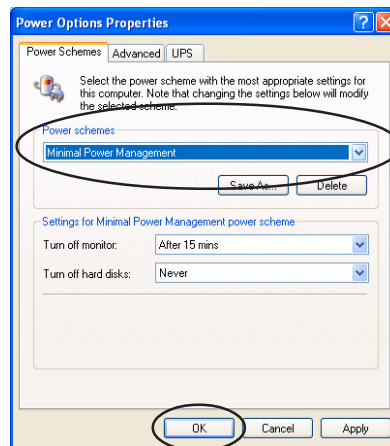 Power Options Properties
Power Schemes Advanced UPS
Select the power scheme with the most appropriate settings for
this computer. Note that changing the settings below will modify
the selected scheme.
Power schemes
Minimal Power Management
Save As... Delete
Settings for Minimal Power Management power scheme
Turn off monitor: After 15 mins
Turn off hard disks: Never
OK Cancel Apply